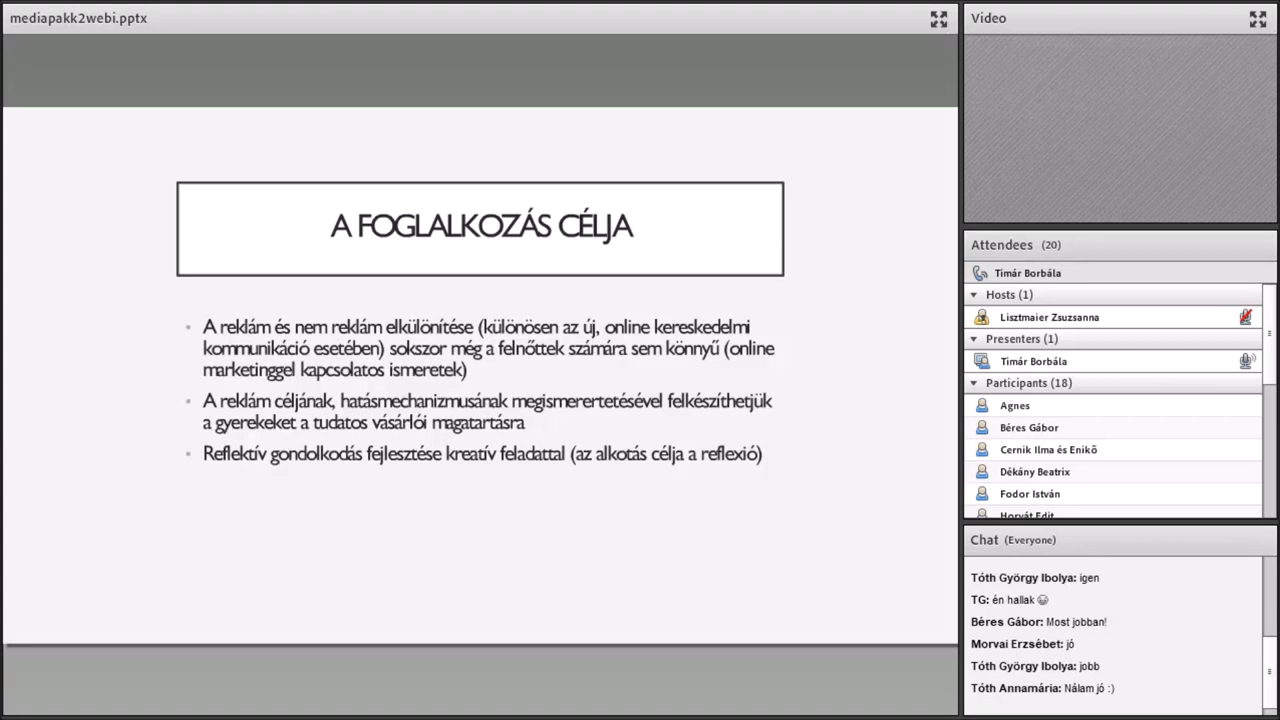 mediapakk2webi.pptx
A FOGLALKOZÁS CÉLJA
• A reklám és nem reklám elkülönítése (különösen az új, online kereskedelmi
kommunikáció esetében) sokszor még a felnőttek számára sem könnyű (online
marketinggel kapcsolatos ismeretek)
• A reklám céljának, hatásmechanizmusának megismertetésével felkészíthetjük
a gyerekeket a tudatos vásárlói magatartásra
• Reflektív gondolkodás fejlesztése kreatív feladattal (az alkotás célja a reflexió)
Video
Attendees (20)
Timár Borbála
Hosts (1)
Lisztmaier Zsuzsanna
Presenters (1)
Timár Borbála
Participants (18)
Agnes
Béres Gábor
Cernik Ilma és Enikõ
Dékány Beatrix
Fodor István
Horvát Edit
Chat (Everyone)
Tóth György Ibolya: igen
TG: én hallak 😀
Béres Gábor: Most jobban!
Morvai Erzsébet: jó
Tóth György Ibolya: jobb
Tóth Annamária: Nálam jó :)